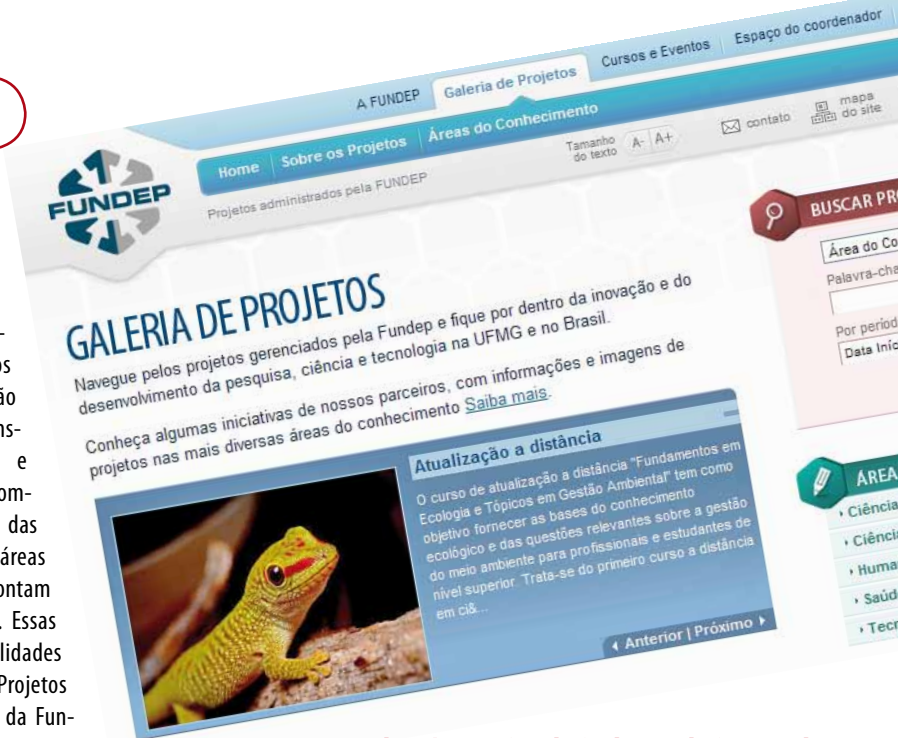 A FUNDEP
Galeria de Projetos
Cursos e Eventos
Espaço do coordenador
Home
Sobre os Projetos
Áreas do Conhecimento
FUNDEP
Projetos administrados pela FUNDEP
Tamanho
do texto
A- A+
contato
mapa
do site
GALERIA DE PROJETOS
Navegue pelos projetos gerenciados pela Fundep e fique por dentro da inovação e do
desenvolvimento da pesquisa, ciência e tecnologia na UFMG e no Brasil.
Conheça algumas iniciativas de nossos parceiros, com informações e imagens de
projetos nas mais diversas áreas do conhecimento Saiba mais.
Atualização a distância
O curso de atualização a distância "Fundamentos em
Ecologia e Tópicos em Gestão Ambiental" tem como
objetivo fornecer as bases do conhecimento
ecológico e das questões relevantes sobre a gestão
do meio ambiente para profissionais e estudantes de
nível superior. Trata-se do primeiro curso a distância
em ci&...
Anterior | Próximo
BUSCAR PRO
Área do Co
Palavra-cha
Por períod
Data Iníc
ÁREA
Ciência
Ciência
Huma
Saúd
Tecn
-
os
ão
ns-
e
om-
das
áreas
ontam
. Essas
lidades
Projetos
da Fun-